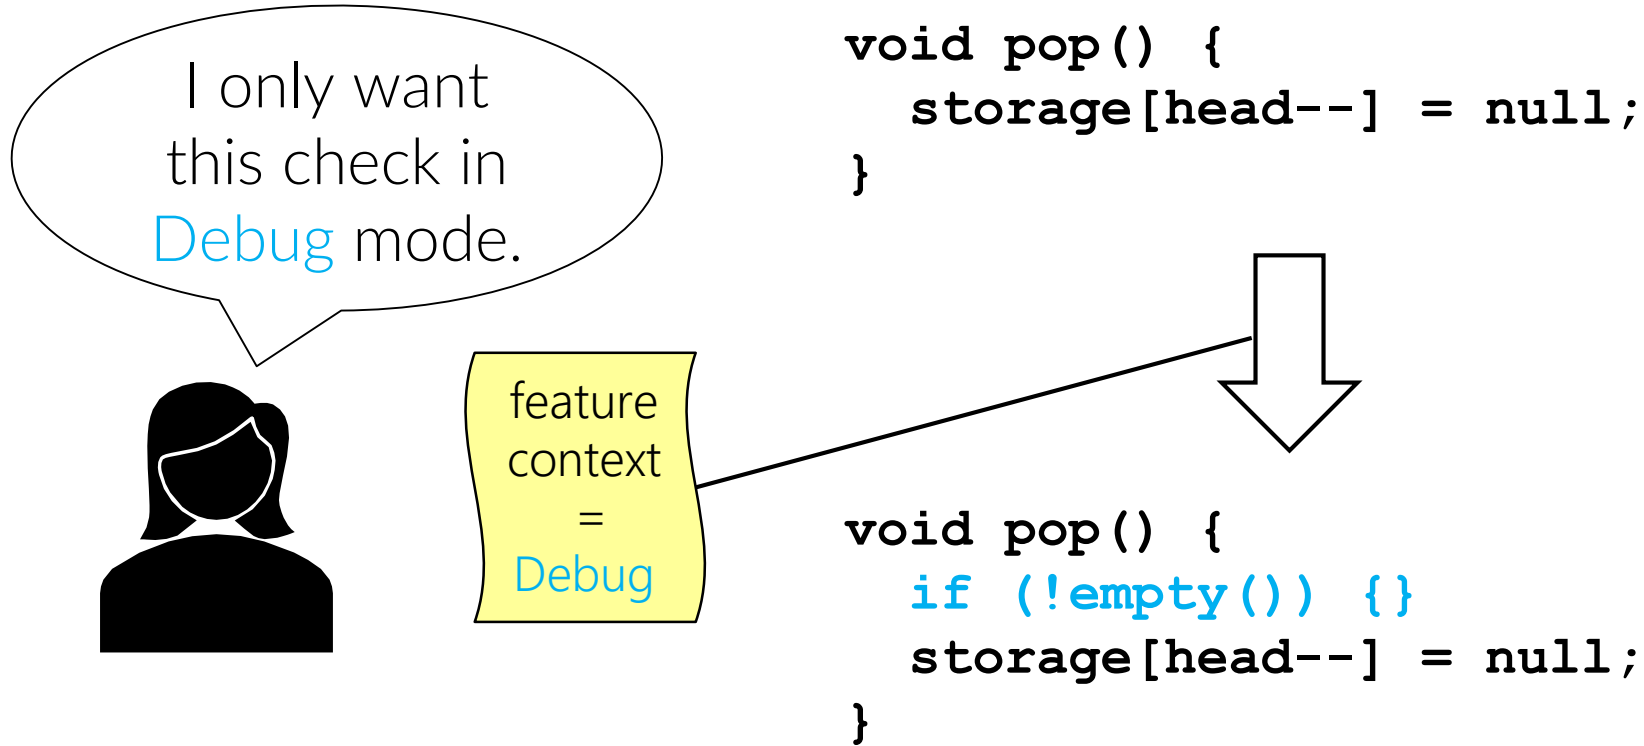 I only want
this check in
Debug mode.
void pop() {
  storage[head--] = null;
}
feature
context
=
Debug
void pop() {
  if (!empty()) {}
  storage[head--] = null;
}